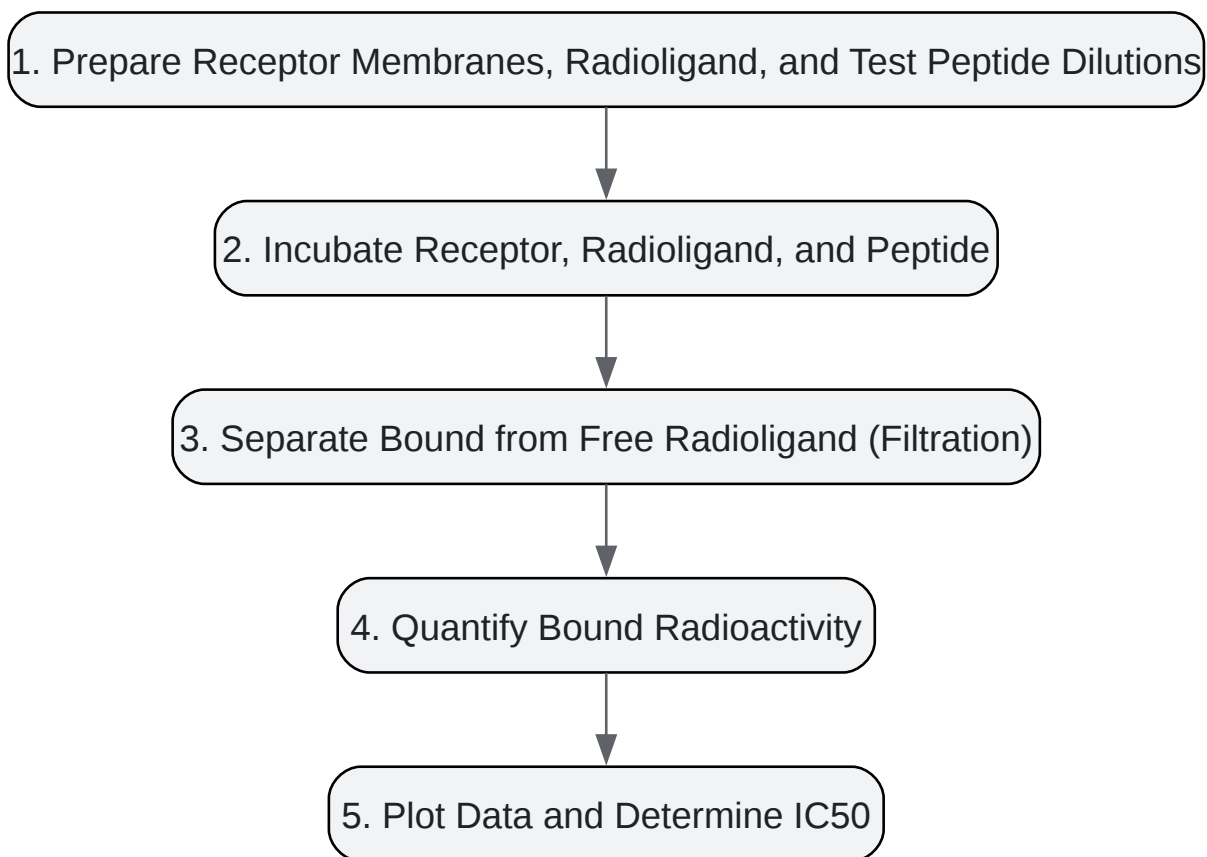 1. Prepare Receptor Membranes, Radioligand, and Test Peptide Dilutions
2. Incubate Receptor, Radioligand, and Peptide
3. Separate Bound from Free Radioligand (Filtration)
4. Quantify Bound Radioactivity
5. Plot Data and Determine IC50